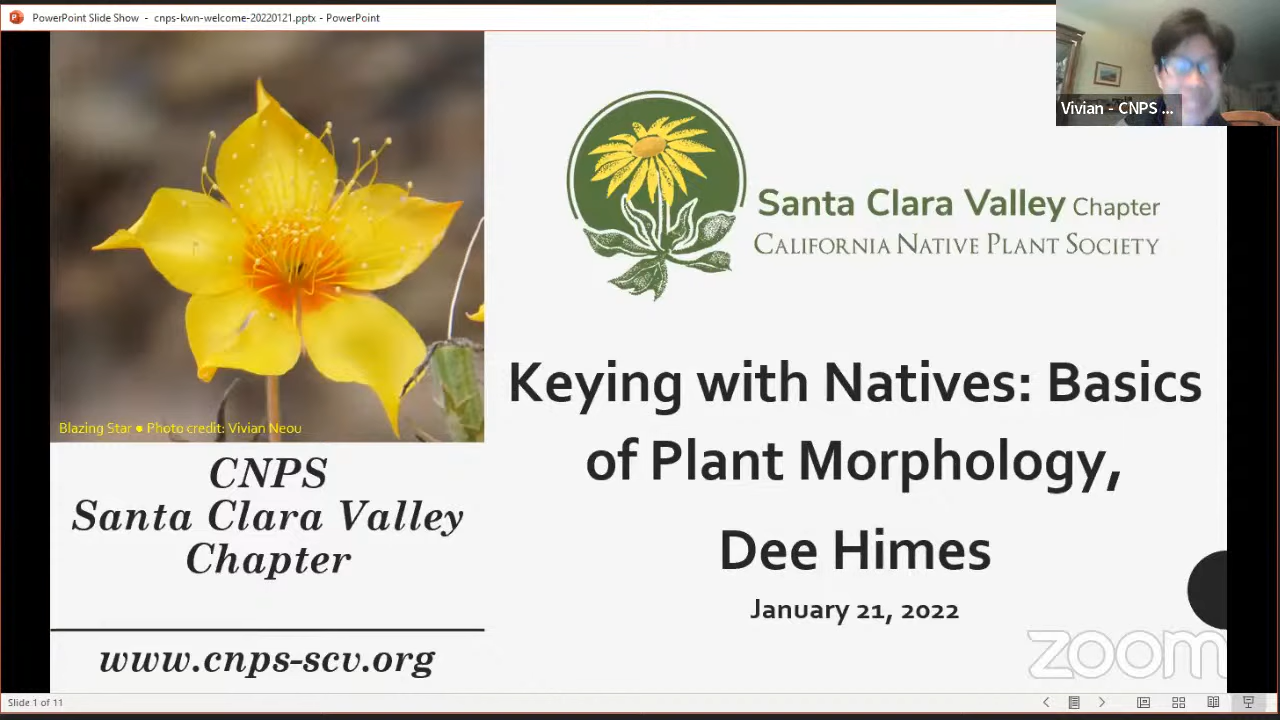 PowerPoint Slide Show - cnps-kwn-welcome-20220121.pptx - PowerPoint
Vivian - CNPS ...
Santa Clara Valley Chapter
CALIFORNIA NATIVE PLANT SOCIETY
Blazing Star ● Photo credit: Vivian Neou
CNPS
Santa Clara Valley
Chapter
www.cnps-scv.org
Keying with Natives: Basics
of Plant Morphology,
Dee Himes
January 21, 2022
zoom
Slide 1 of 11